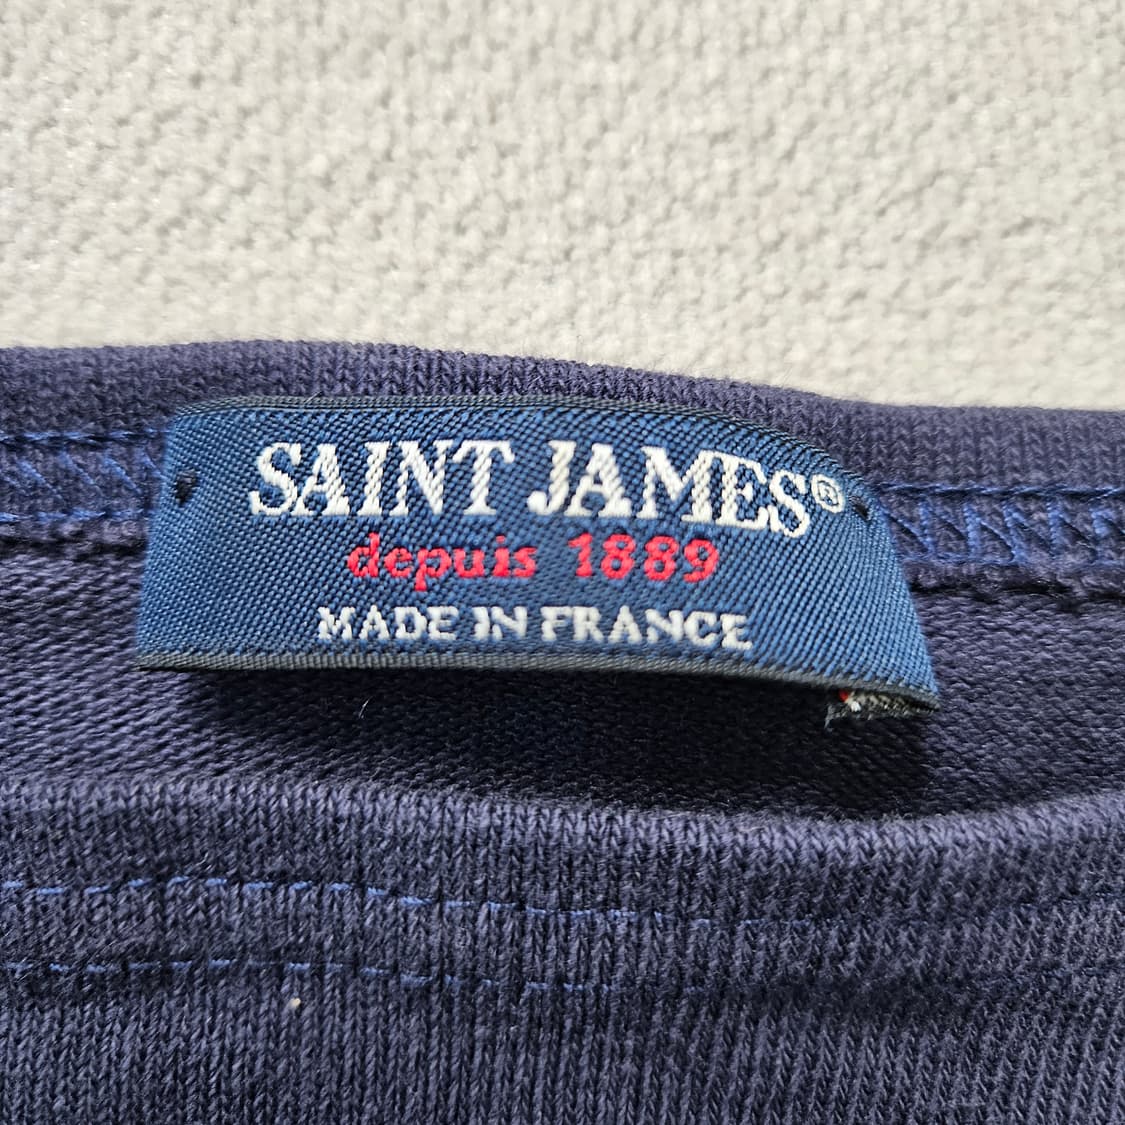 SAINT JAMES®
depuis 1889
MADE IN FRANCE